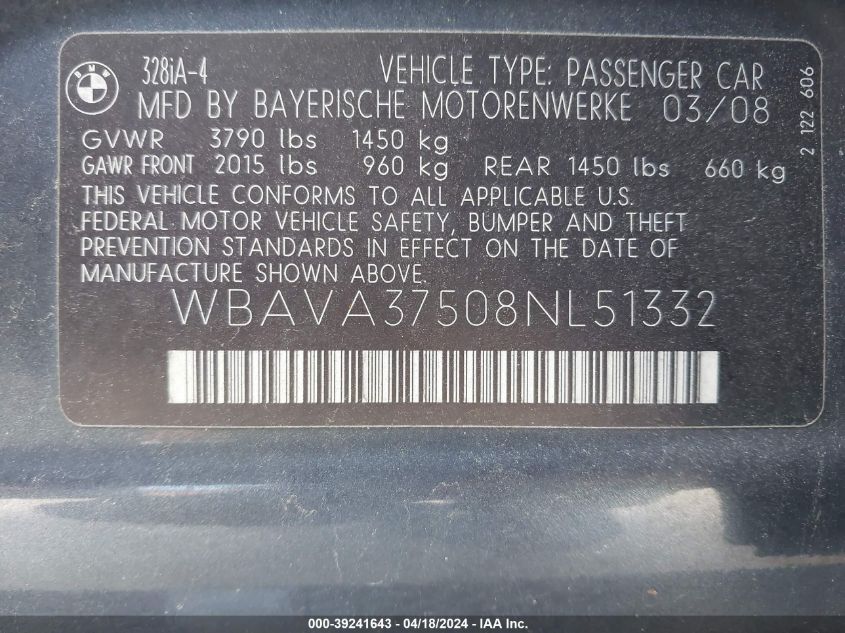 BMW
328iA-4 VEHICLE TYPE: PASSENGER CAR
MFD BY BAYERISCHE MOTORENWERKE 03/08
GVWR 3790 lbs 1450 kg
GAWR FRONT 2015 lbs 960 kg REAR 1450 lbs 660 kg
THIS VEHICLE CONFORMS TO ALL APPLICABLE U.S.
FEDERAL MOTOR VEHICLE SAFETY, BUMPER AND THEFT
PREVENTION STANDARDS IN EFFECT ON THE DATE OF
MANUFACTURE SHOWN ABOVE.
WBAVA37508NL51332
2 122 606
000-39241643 - 04/18/2024 - IAA Inc.